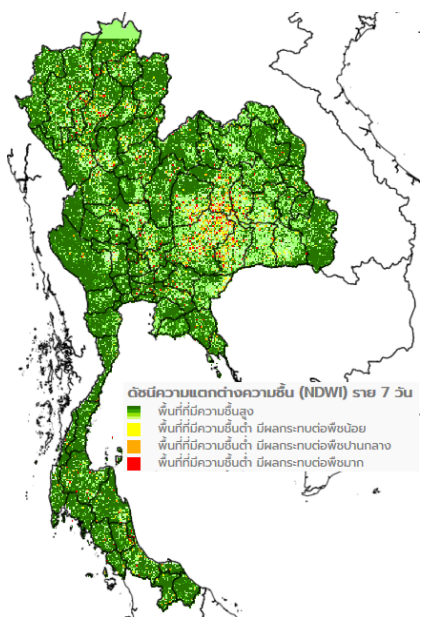 ดัชนีความแตกต่างความชื้น (NDWI) ราย 7 วัน
พื้นที่ที่มีความชื้นสูง
พื้นที่ที่มีความชื้นต่ำ มีผลกระทบต่อพืชน้อย
พื้นที่ที่มีความชื้นต่ำ มีผลกระทบต่อพืชปานกลาง
พื้นที่ที่มีความชื้นต่ำ มีผลกระทบต่อพืชมาก